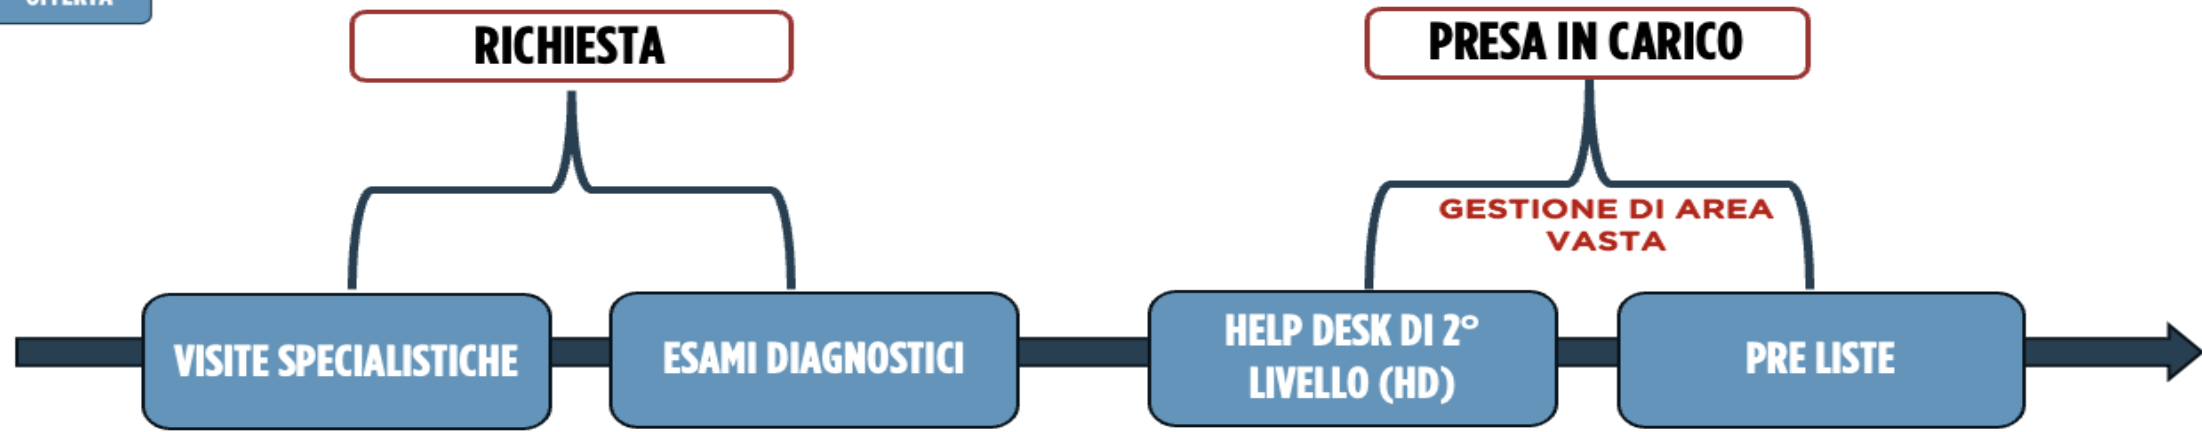 OFFERTA
RICHIESTA
PRESA IN CARICO
GESTIONE DI AREA
VASTA
VISITE SPECIALISTICHE
ESAMI DIAGNOSTICI
HELP DESK DI 2°
LIVELLO (HD)
PRE LISTE